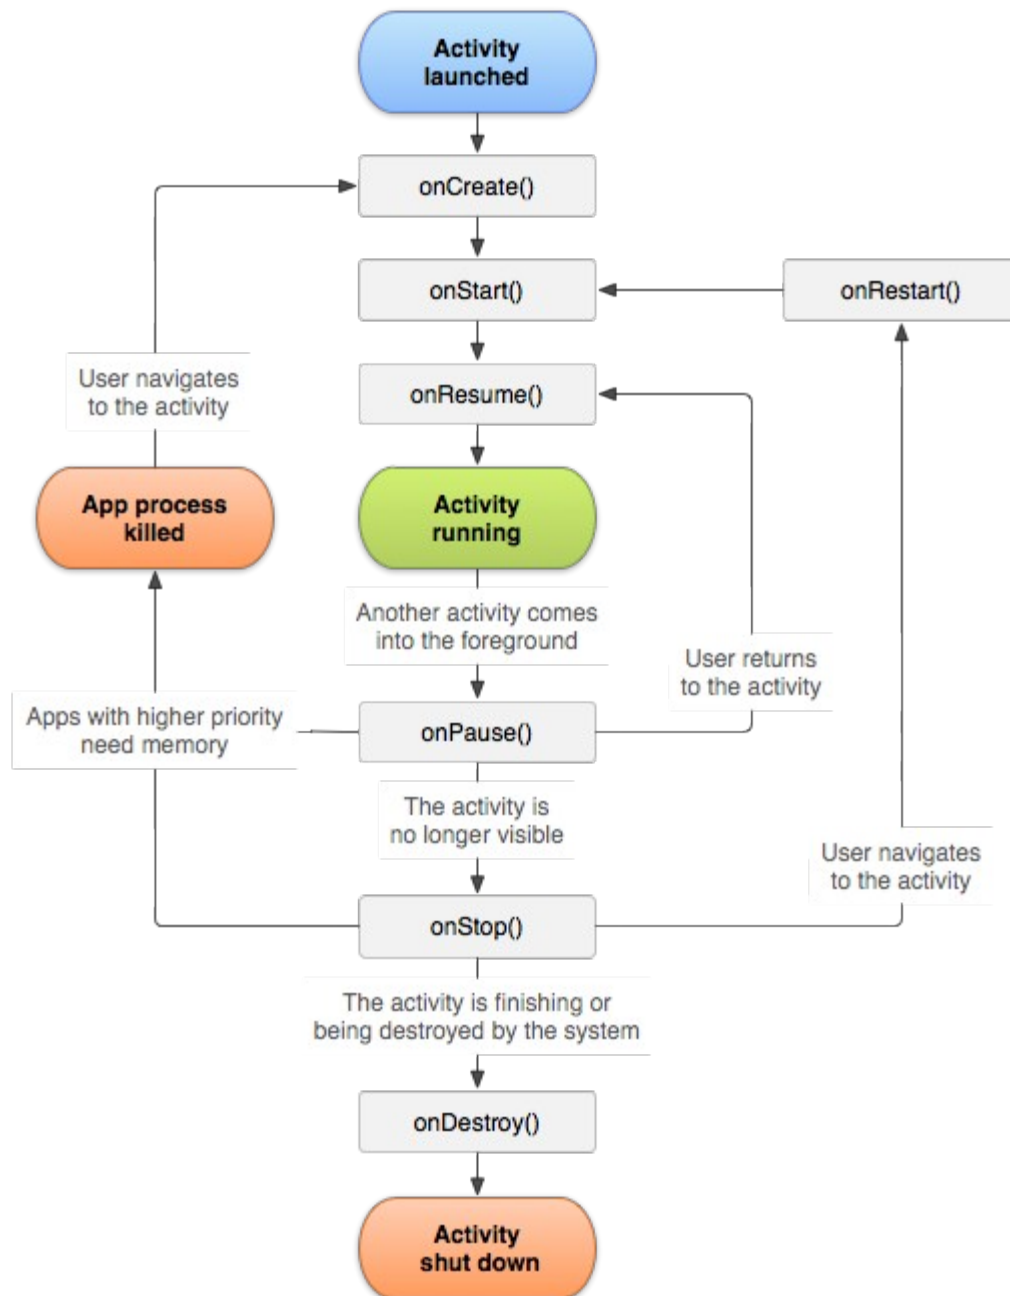 Activity
launched
onCreate()
onStart()
onRestart()
User navigates
to the activity
onResume()
App process
killed
Activity
running
Another activity comes
into the foreground
User returns
to the activity
Apps with higher priority
need memory
onPause()
The activity is
no longer visible
User navigates
to the activity
onStop()
The activity is finishing or
being destroyed by the system
onDestroy()
Activity
shut down